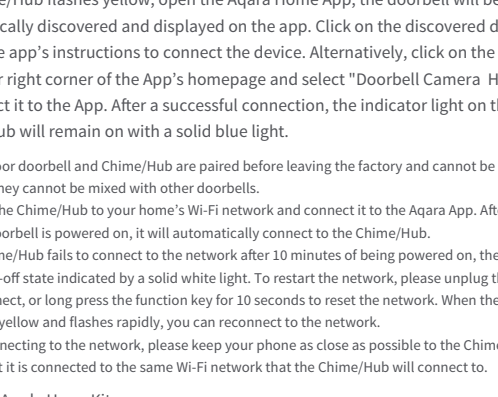 e/Hub flashes yellow, open the Aqara Home App, the doorbell will be
cally discovered and displayed on the app. Click on the discovered d
e app's instructions to connect the device. Alternatively, click on the
r right corner of the App's homepage and select "Doorbell Camera H
ct it to the App. After a successful connection, the indicator light on t
ub will remain on with a solid blue light.
oor doorbell and Chime/Hub are paired before leaving the factory and cannot be
hey cannot be mixed with other doorbells.
he Chime/Hub to your home's Wi-Fi network and connect it to the Aqara App. Aft
orbell is powered on, it will automatically connect to the Chime/Hub.
me/Hub fails to connect to the network after 10 minutes of being powered on, the
-off state indicated by a solid white light. To restart the network, please unplug t
nect, or long press the function key for 10 seconds to reset the network. When the
yellow and flashes rapidly, you can reconnect to the network.
necting to the network, please keep your phone as close as possible to the Chim
t it is connected to the same Wi-Fi network that the Chime/Hub will connect to.